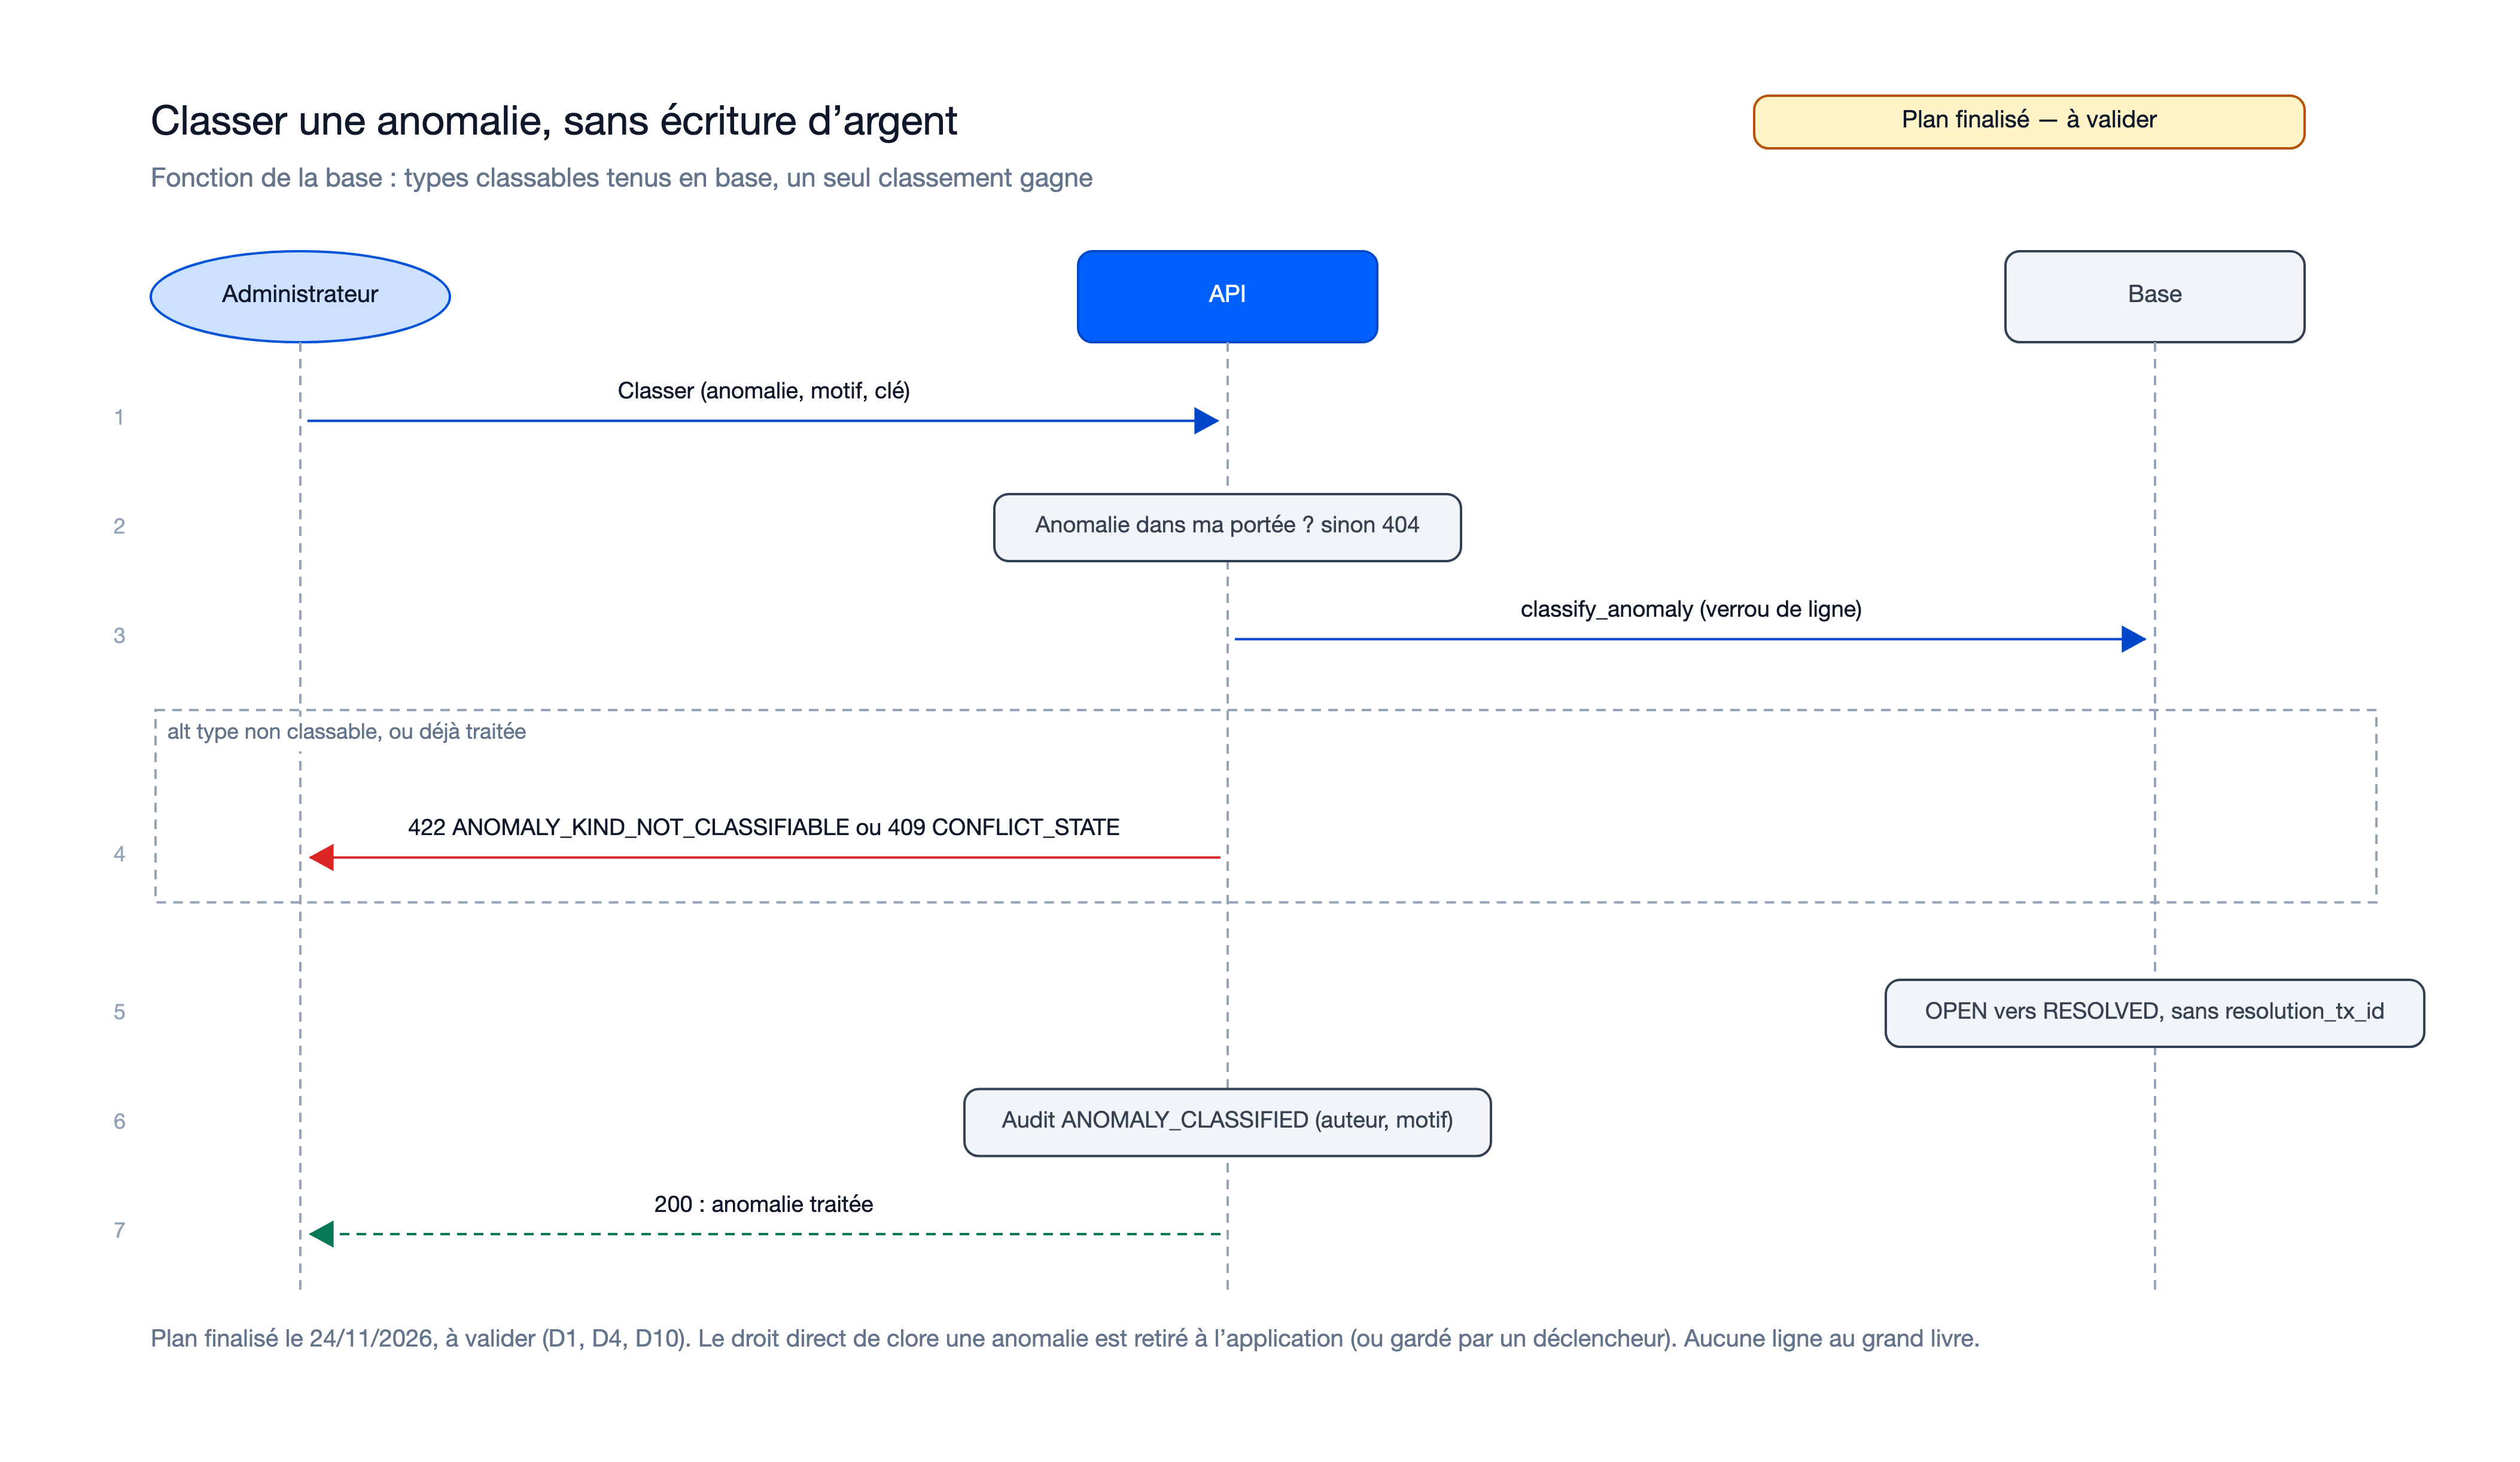 Classer une anomalie, sans écriture d’argent
Plan finalisé — à valider
Fonction de la base : types classables tenus en base, un seul classement gagne
Administrateur
API
Base
Classer (anomalie, motif, clé)
1
Anomalie dans ma portée ? sinon 404
2
classify_anomaly (verrou de ligne)
3
alt type non classable, ou déjà traitée
422 ANOMALY_KIND_NOT_CLASSIFIABLE ou 409 CONFLICT_STATE
4
OPEN vers RESOLVED, sans resolution_tx_id
5
Audit ANOMALY_CLASSIFIED (auteur, motif)
6
200 : anomalie traitée
7
Plan finalisé le 24/11/2026, à valider (D1, D4, D10). Le droit direct de clore une anomalie est retiré à l’application (ou gardé par un déclencheur). Aucune ligne au grand livre.